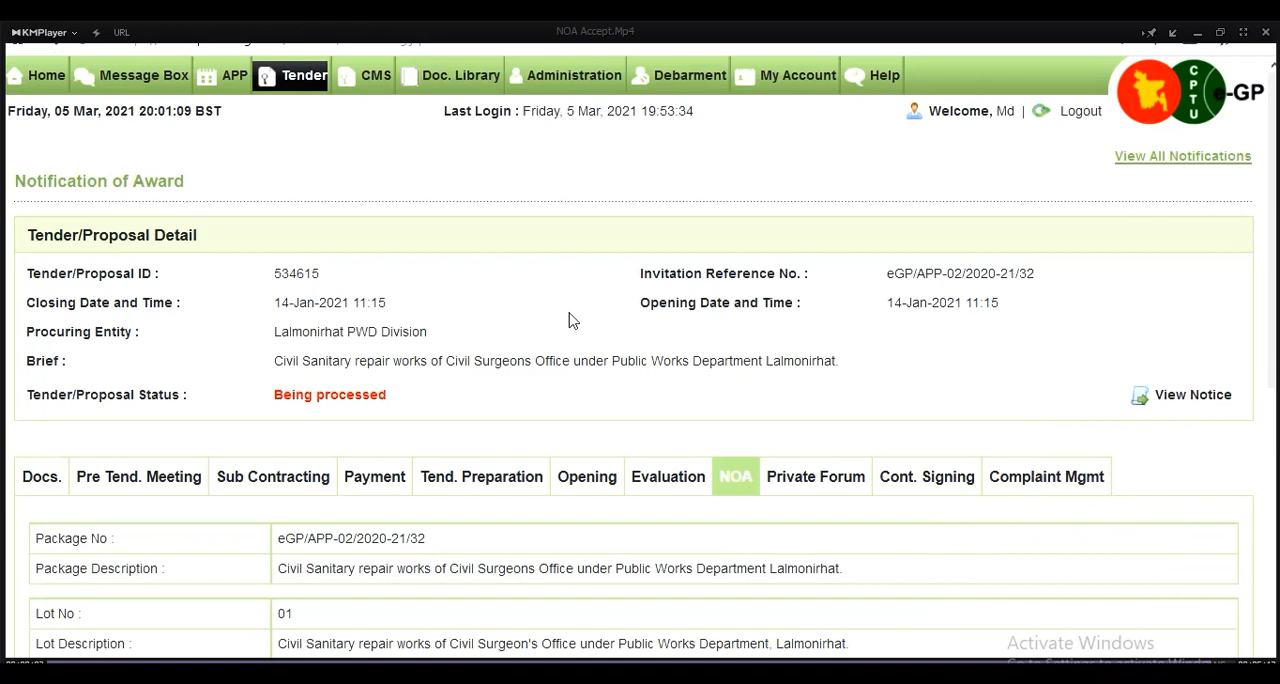 KMPlayer URL NOA Accept.Mp4
Home Message Box APP Tender CMS Doc. Library Administration Debarment My Account Help
CPTU e-GP
Friday, 05 Mar, 2021 20:01:09 BST Last Login : Friday, 5 Mar, 2021 19:53:34 Welcome, Md | Logout
View All Notifications
Notification of Award
Tender/Proposal Detail
Tender/Proposal ID : 534615 Invitation Reference No. : eGP/APP-02/2020-21/32
Closing Date and Time : 14-Jan-2021 11:15 Opening Date and Time : 14-Jan-2021 11:15
Procuring Entity : Lalmonirhat PWD Division
Brief : Civil Sanitary repair works of Civil Surgeons Office under Public Works Department Lalmonirhat.
Tender/Proposal Status : Being processed View Notice
Docs. Pre Tend. Meeting Sub Contracting Payment Tend. Preparation Opening Evaluation NOA Private Forum Cont. Signing Complaint Mgmt
Package No : eGP/APP-02/2020-21/32
Package Description : Civil Sanitary repair works of Civil Surgeons Office under Public Works Department Lalmonirhat.
Lot No : 01
Lot Description : Civil Sanitary repair works of Civil Surgeon's Office under Public Works Department, Lalmonirhat.
Activate Windows